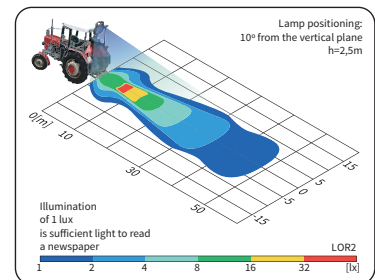 Lamp positioning:
10º from the vertical plane
h=2,5m
0[m]
10
30
50
-15
-5
0
5
15
Illumination
of 1 lux
is sufficient light to read
a newspaper
LOR2
1 2 4 8 16 32 [lx]